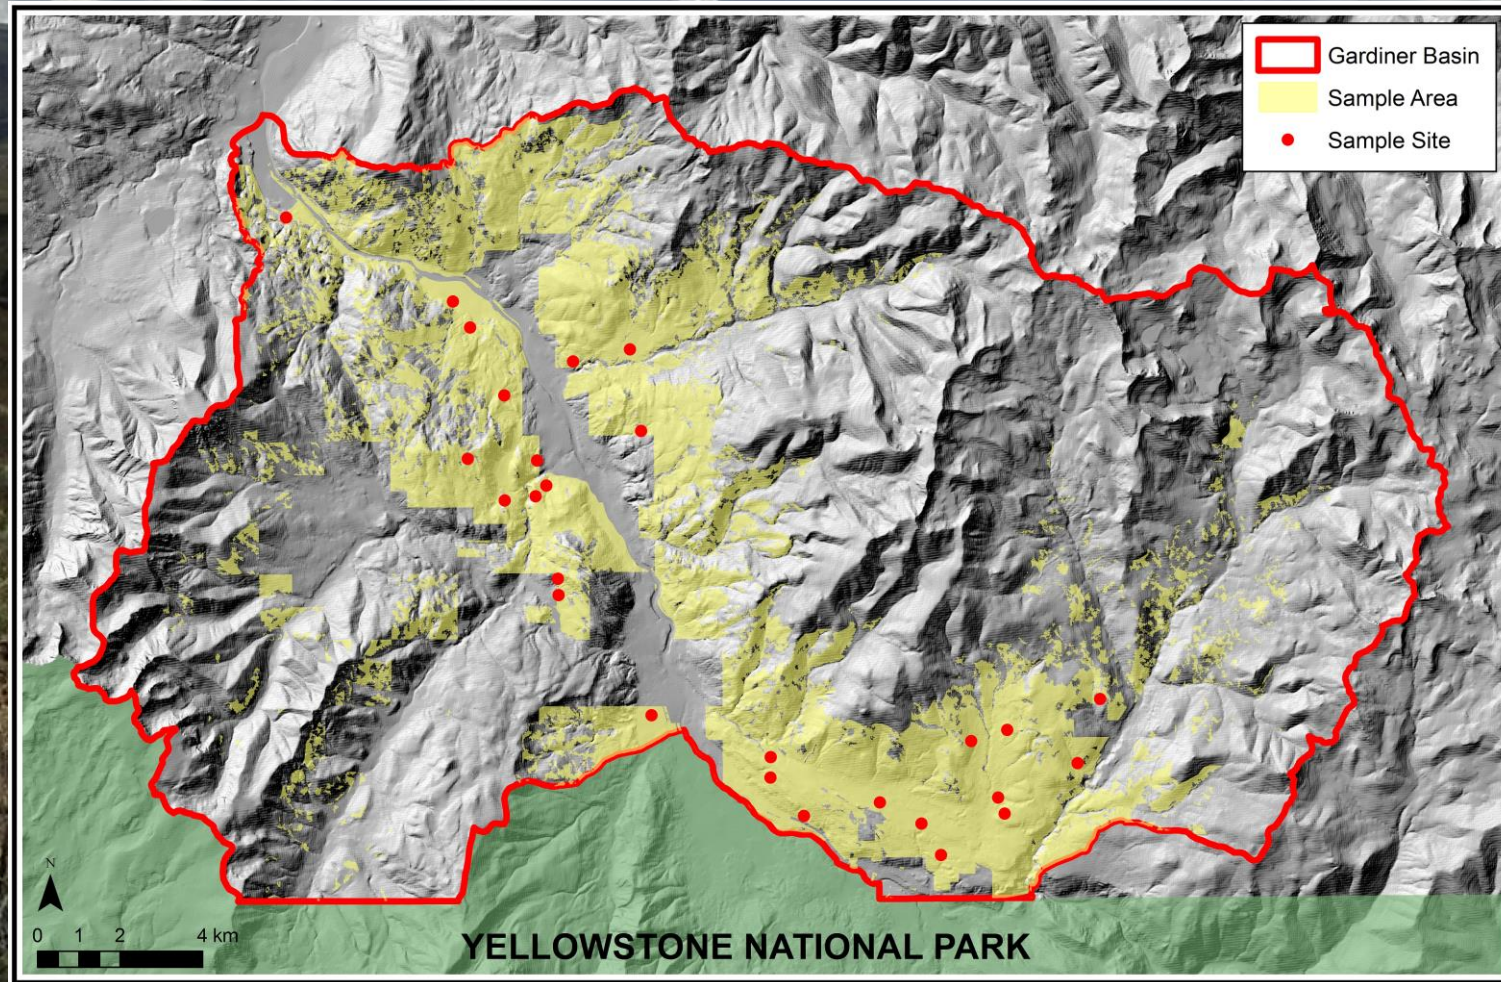 Gardiner Basin
Sample Area
Sample Site
N
0 1 2 4 km
YELLOWSTONE NATIONAL PARK